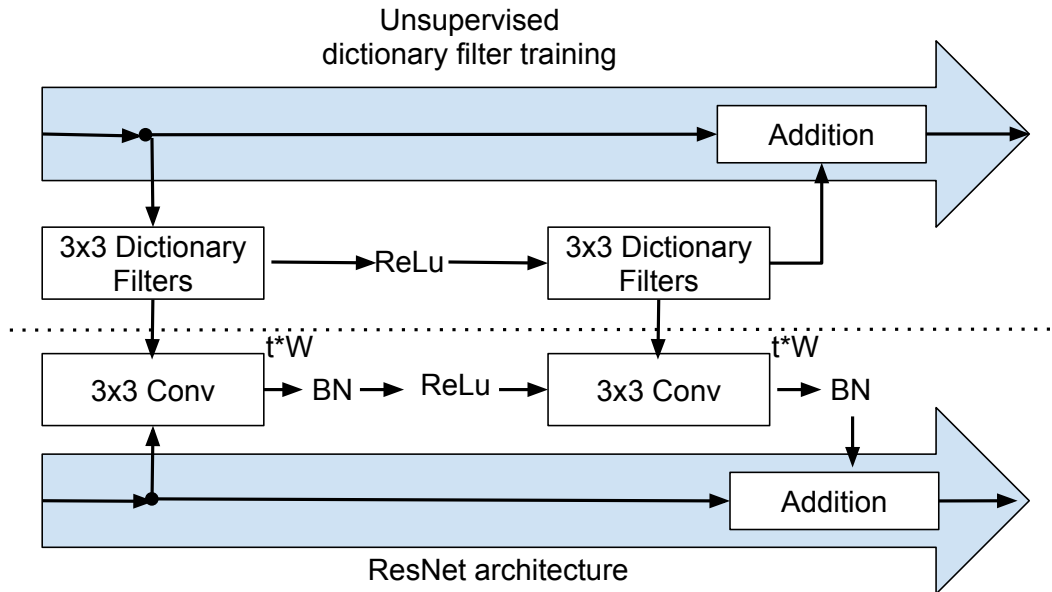 Unsupervised
dictionary filter training
Addition
3x3 Dictionary
Filters
ReLu
3x3 Dictionary
Filters
t*W
t*W
3x3 Conv
BN
ReLu
3x3 Conv
BN
Addition
ResNet architecture